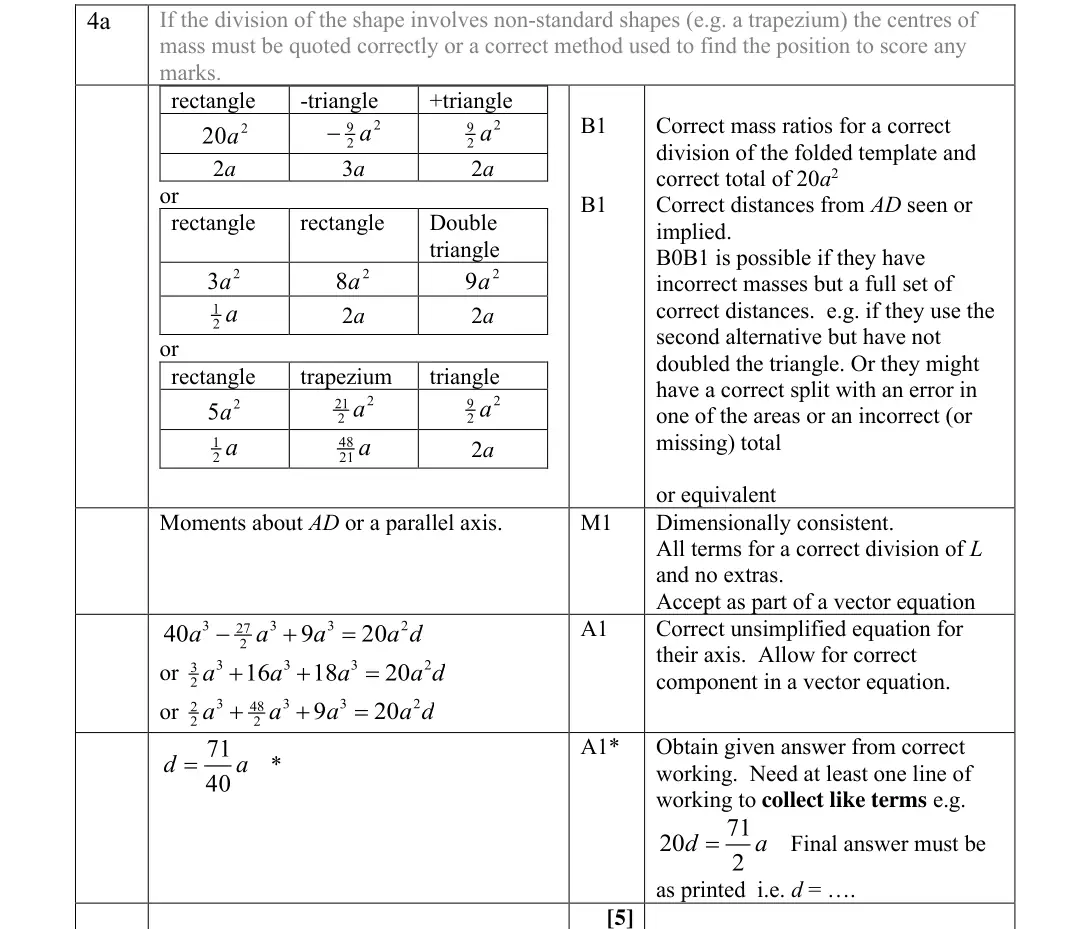 4a
If the division of the shape involves non-standard shapes (e.g. a trapezium) the centres of
mass must be quoted correctly or a correct method used to find the position to score any
marks.
rectangle -triangle +triangle
20a² −9/2 a² 9/2 a²
2a 3a 2a
or
rectangle rectangle Double
triangle
3a² 8a² 9a²
1/2 a 2a 2a
or
rectangle trapezium triangle
5a² 21/2 a² 9/2 a²
1/2 a 48/21 a 2a
B1
B1
Correct mass ratios for a correct
division of the folded template and
correct total of 20a²
Correct distances from AD seen or
implied.
B0B1 is possible if they have
incorrect masses but a full set of
correct distances. e.g. if they use the
second alternative but have not
doubled the triangle. Or they might
have a correct split with an error in
one of the areas or an incorrect (or
missing) total
or equivalent
Moments about AD or a parallel axis.
M1
Dimensionally consistent.
All terms for a correct division of L
and no extras.
Accept as part of a vector equation
40a³ − 27/2 a³ + 9a³ = 20a²d
or 3/2 a³ + 16a³ + 18a³ = 20a²d
or 2/2 a³ + 48/2 a³ + 9a³ = 20a²d
A1
Correct unsimplified equation for
their axis. Allow for correct
component in a vector equation.
d = 71/40 a *
A1*
Obtain given answer from correct
working. Need at least one line of
working to collect like terms e.g.
20d = 71/2 a Final answer must be
as printed i.e. d = ….
[5]